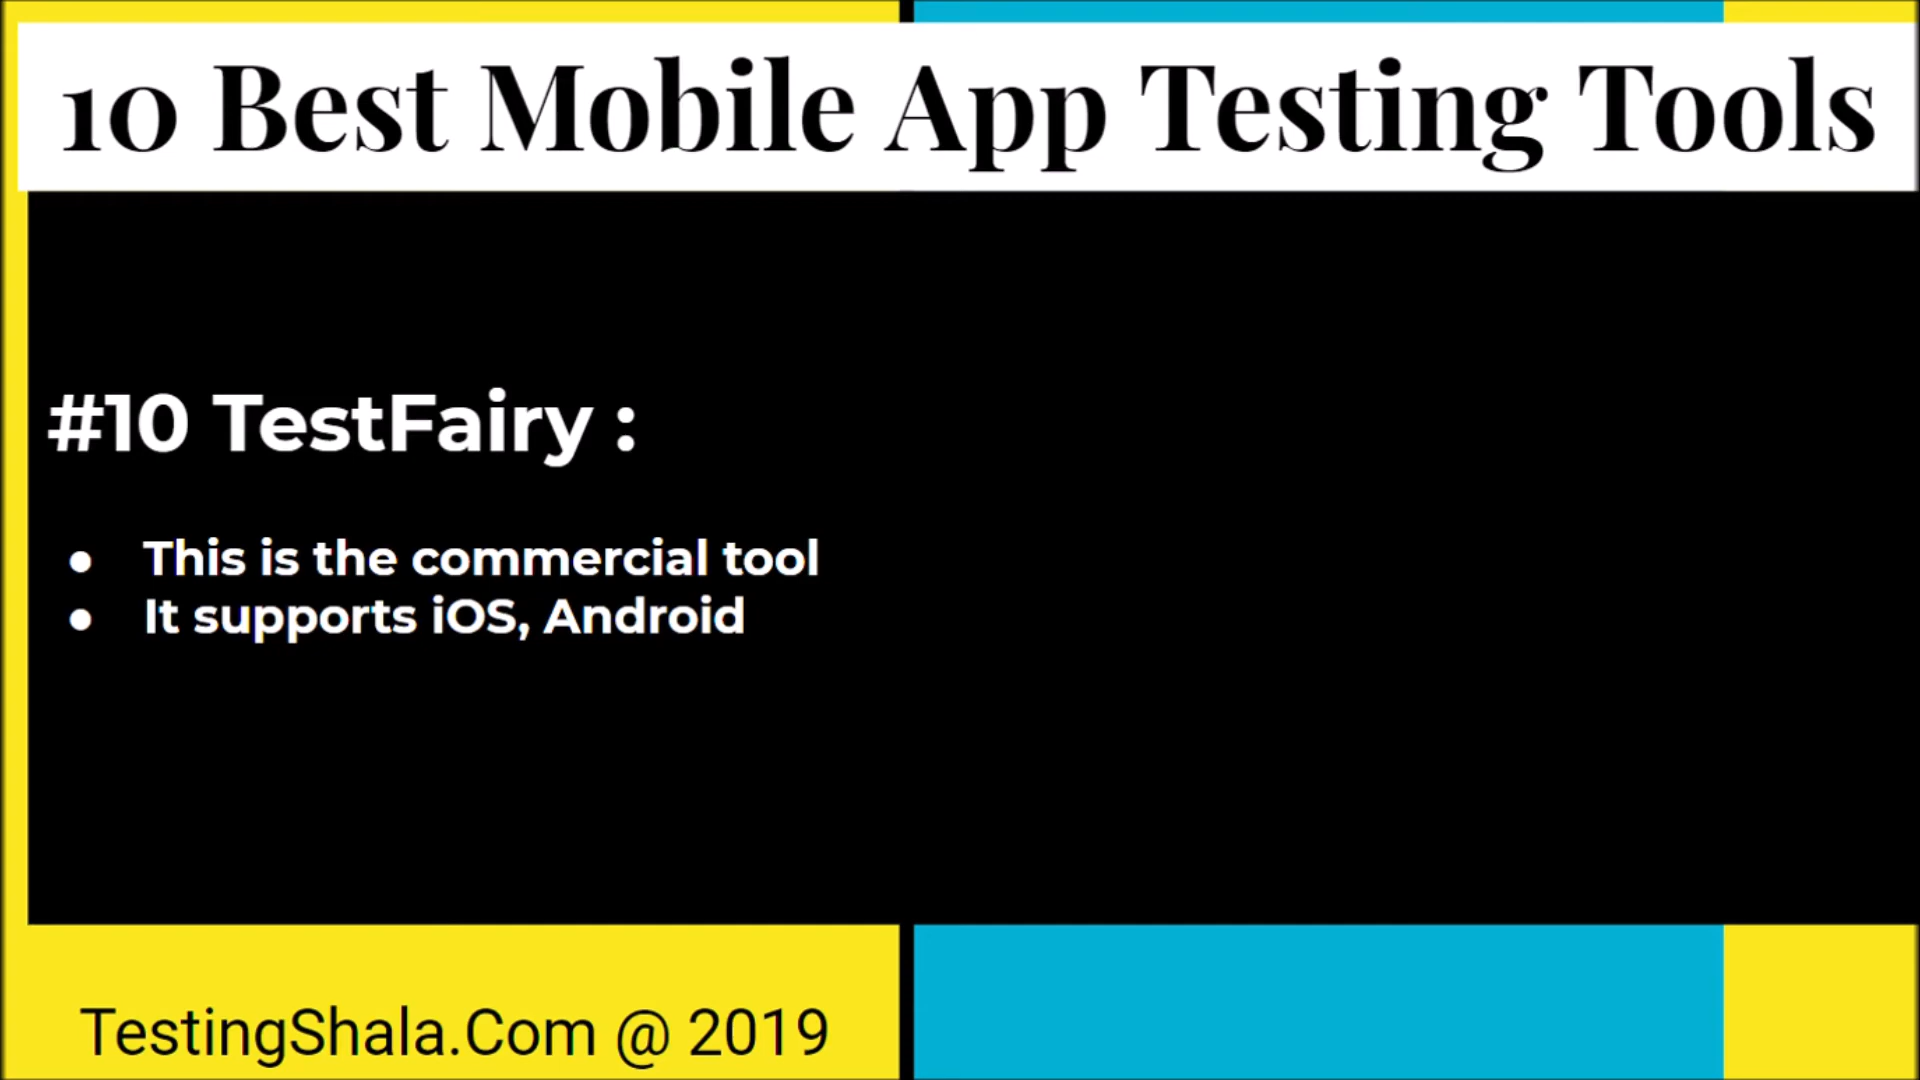 10 Best Mobile App Testing Tools
#10 TestFairy :
● This is the commercial tool
● It supports iOS, Android
TestingShala.Com @ 2019